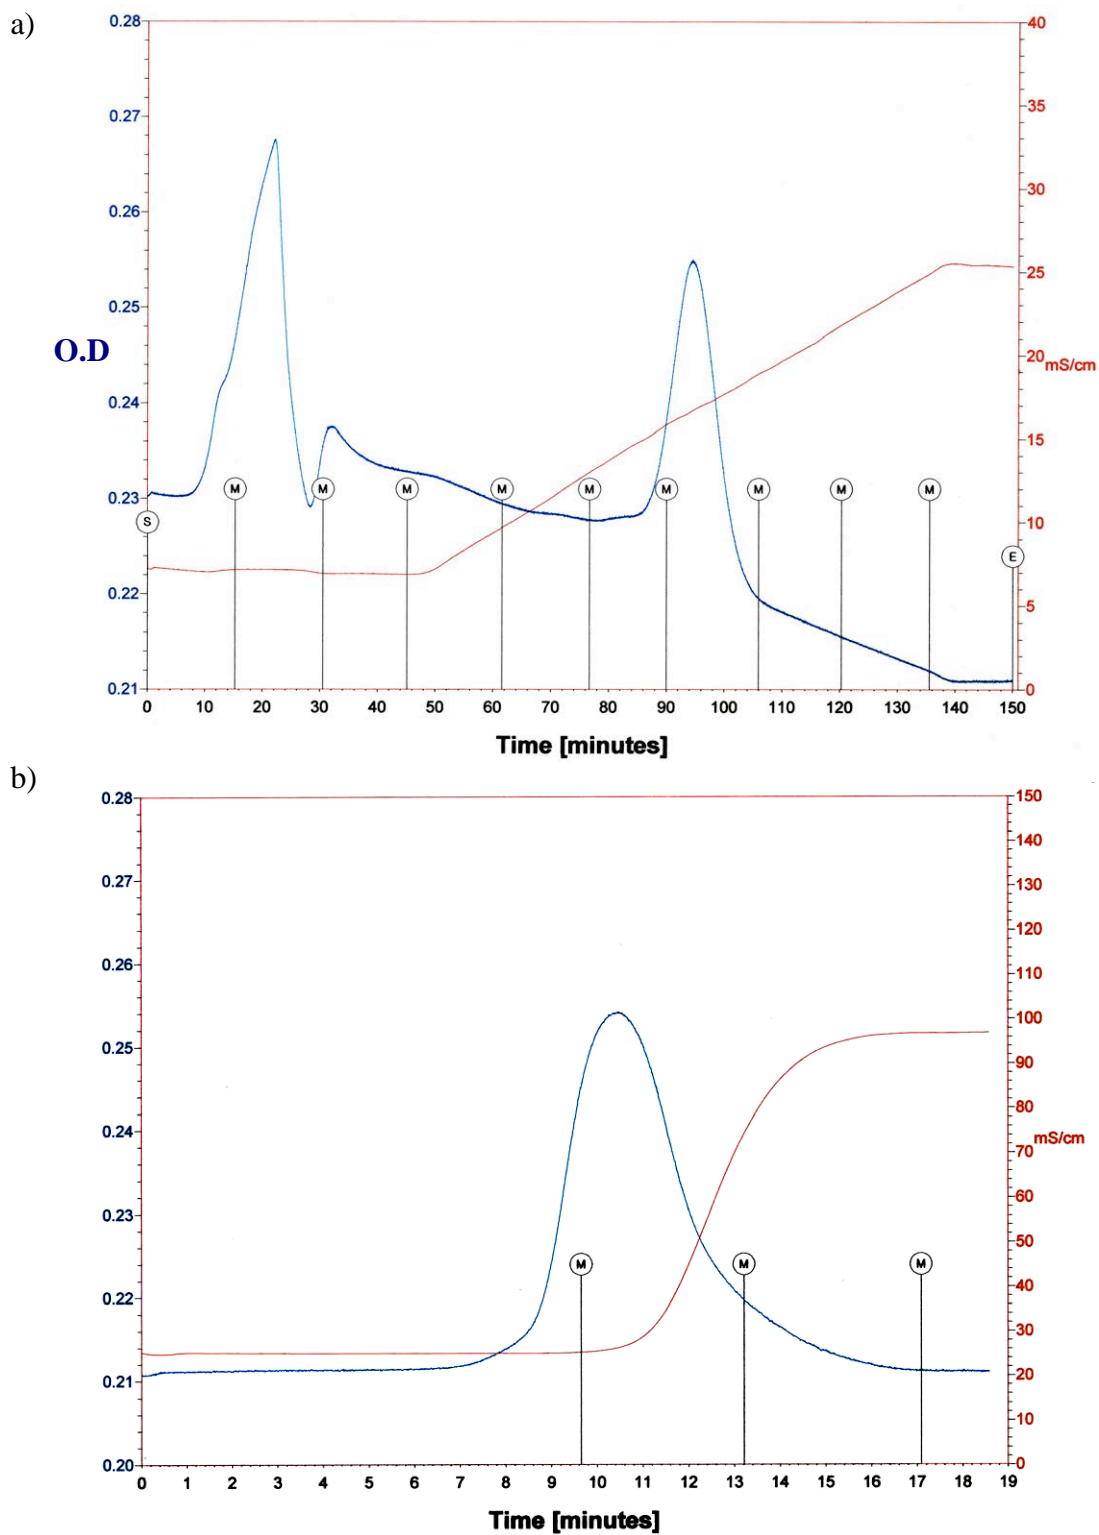 a)
0.28 40
0.27 35
0.26 30
0.25 25
O.D
0.24 20 mS/cm
0.23 15
M M M M M M M M M
S
10
E
0.22 5
0.21 0
0 10 20 30 40 50 60 70 80 90 100 110 120 130 140 150
Time [minutes]
b)
0.28 150
140
0.27 130
120
0.26 110
100
0.25 90
80
0.24 70 mS/cm
60
0.23 50
M M M
40
0.22 30
0.21 20
10
0.20 0
0 1 2 3 4 5 6 7 8 9 10 11 12 13 14 15 16 17 18 19
Time [minutes]